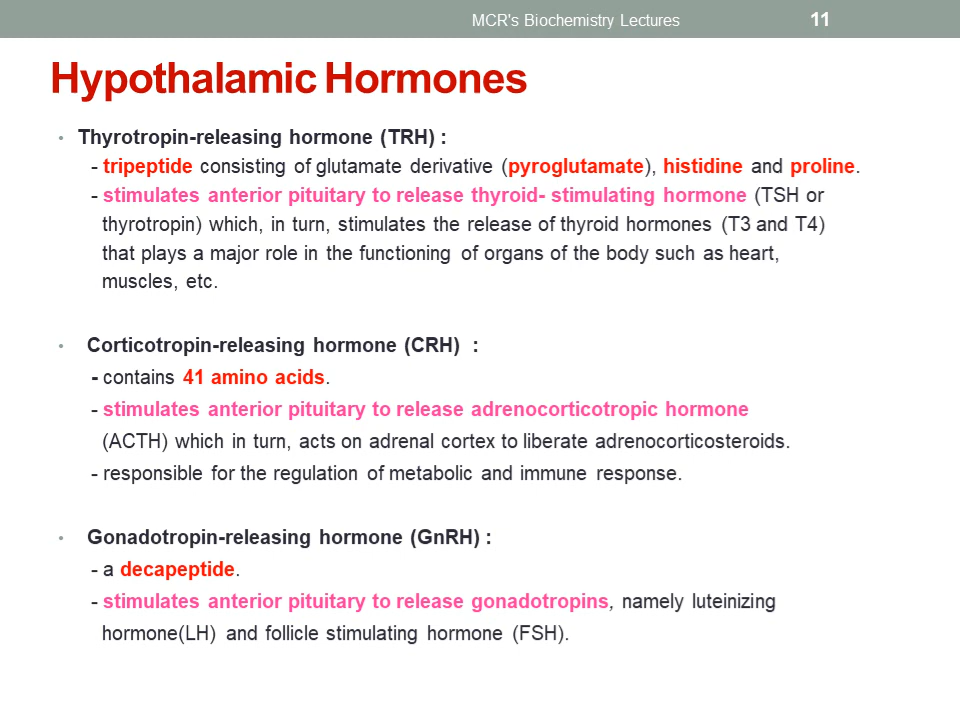 MCR's Biochemistry Lectures 11
Hypothalamic Hormones
• Thyrotropin-releasing hormone (TRH) :
- tripeptide consisting of glutamate derivative (pyroglutamate), histidine and proline.
- stimulates anterior pituitary to release thyroid- stimulating hormone (TSH or
thyrotropin) which, in turn, stimulates the release of thyroid hormones (T3 and T4)
that plays a major role in the functioning of organs of the body such as heart,
muscles, etc.
• Corticotropin-releasing hormone (CRH) :
- contains 41 amino acids.
- stimulates anterior pituitary to release adrenocorticotropic hormone
(ACTH) which in turn, acts on adrenal cortex to liberate adrenocorticosteroids.
- responsible for the regulation of metabolic and immune response.
• Gonadotropin-releasing hormone (GnRH) :
- a decapeptide.
- stimulates anterior pituitary to release gonadotropins, namely luteinizing
hormone(LH) and follicle stimulating hormone (FSH).